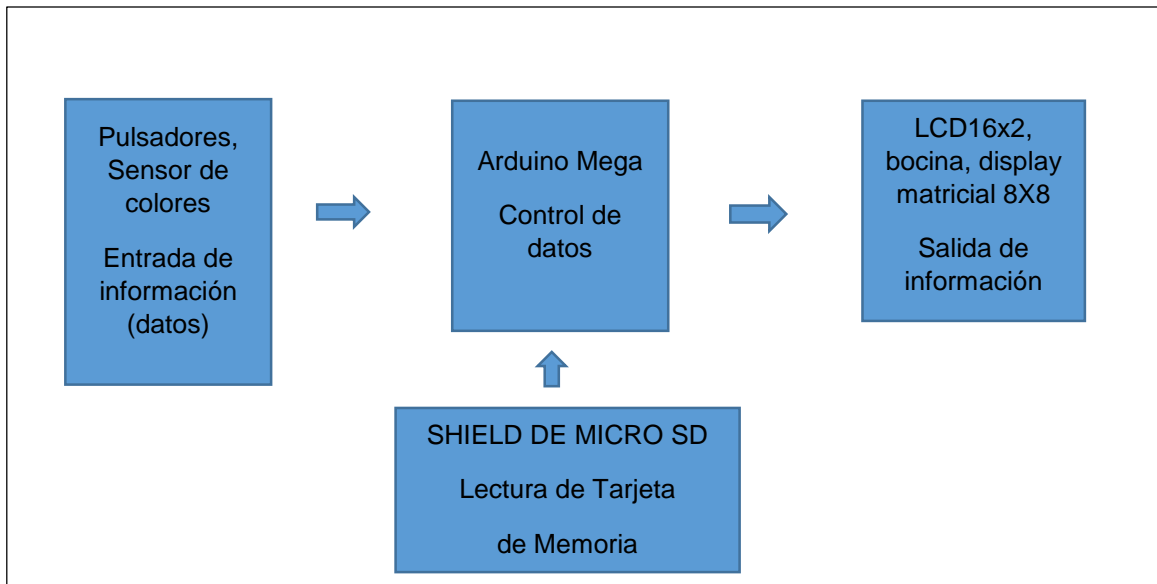 Pulsadores,
Sensor de
colores
Entrada de
información
(datos)
Arduino Mega
Control de
datos
LCD16x2,
bocina, display
matricial 8X8
Salida de
información
SHIELD DE MICRO SD
Lectura de Tarjeta
de Memoria